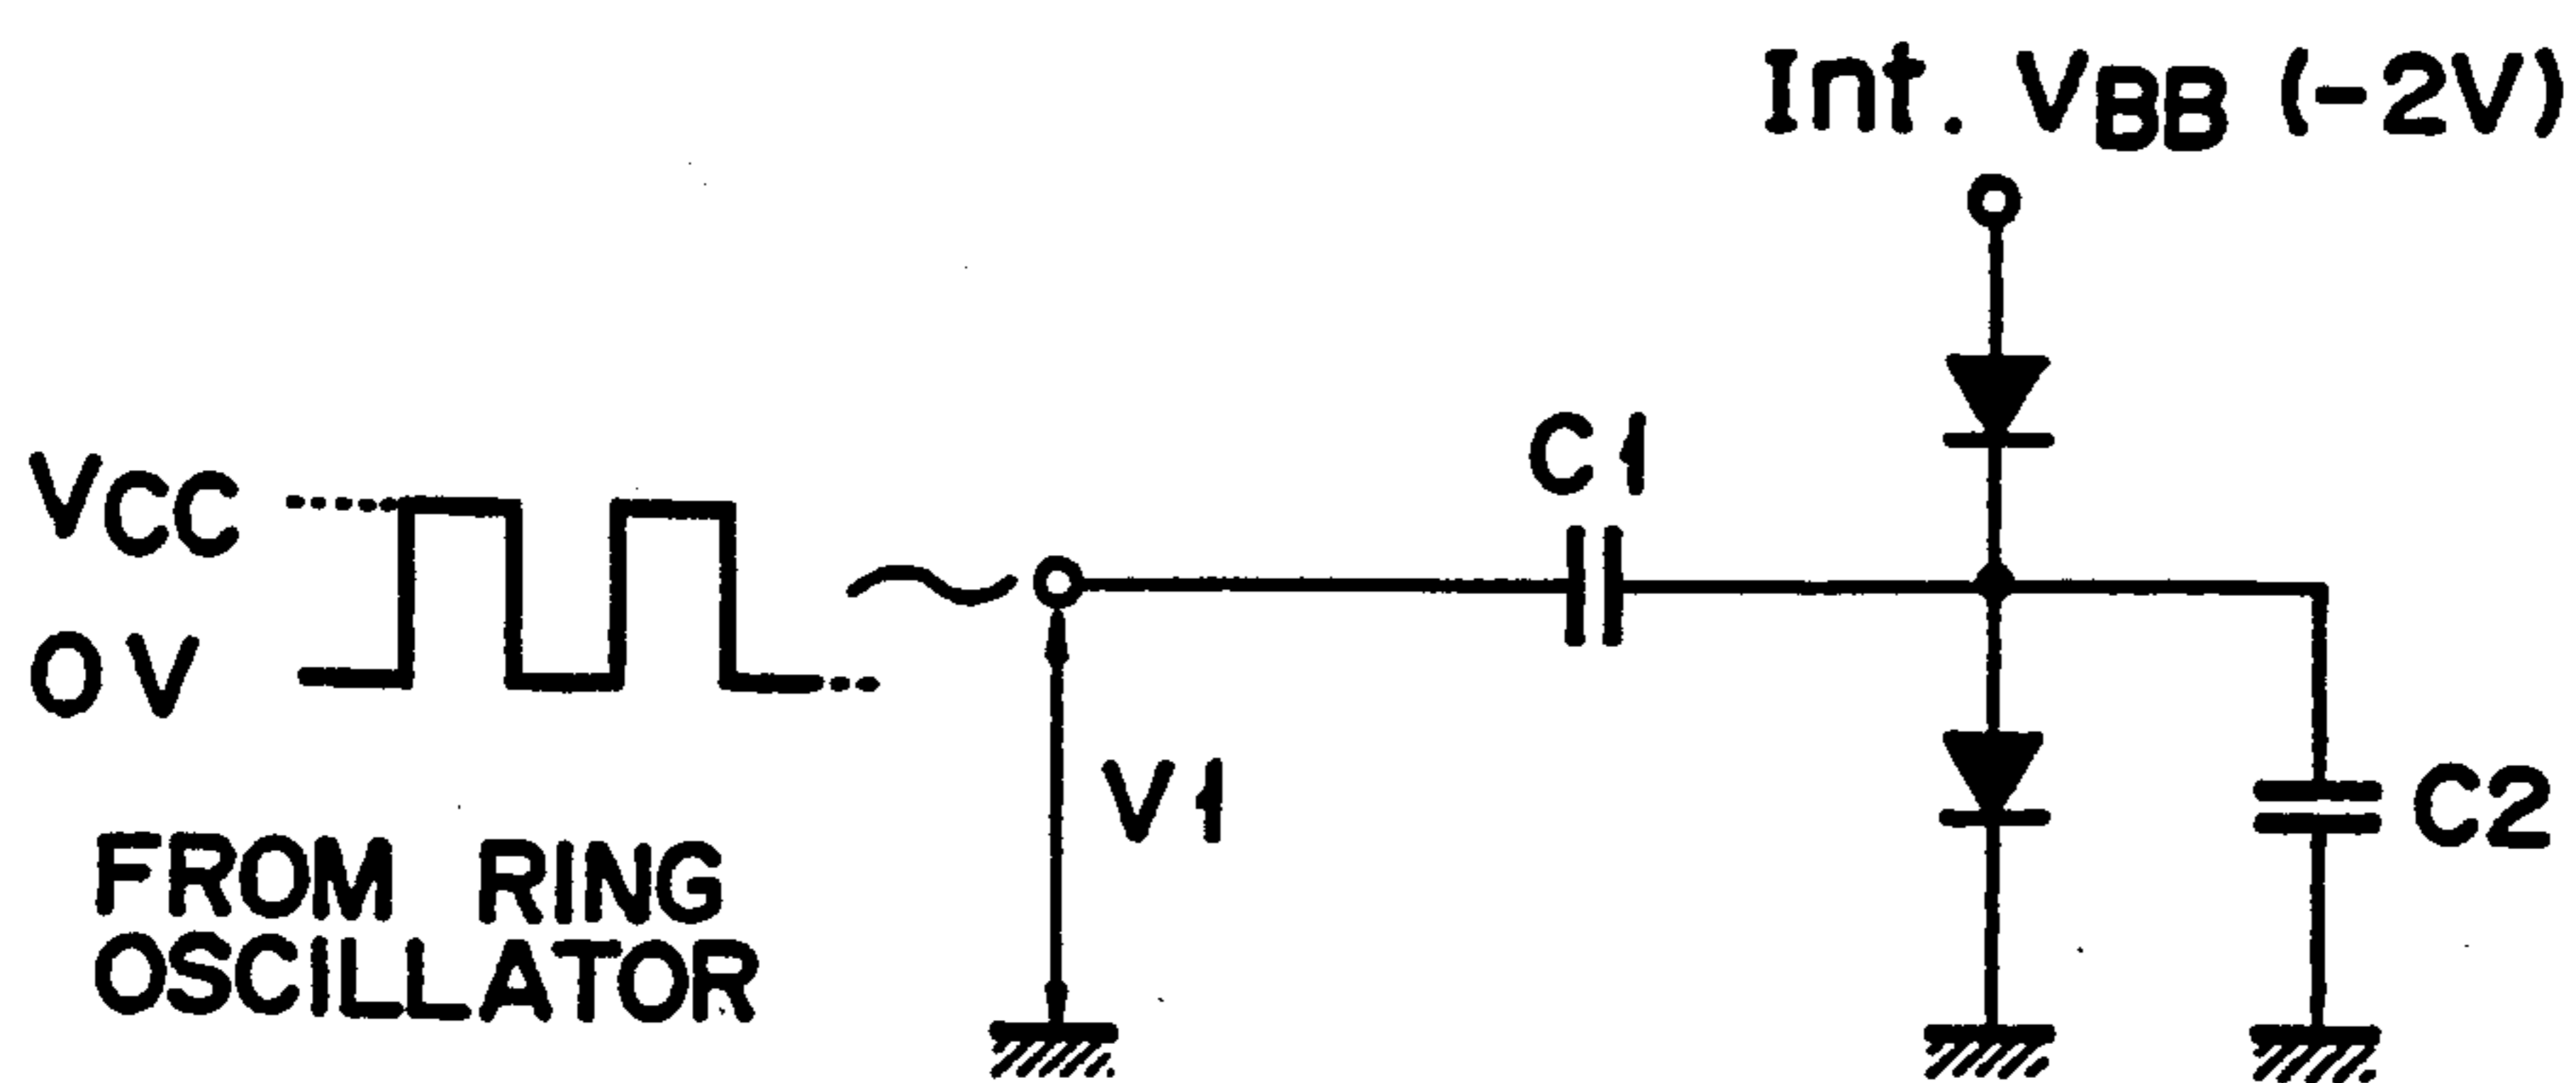 Int. VBB (-2V)
C1
VCC
0V
V1
C2
FROM RING
OSCILLATOR